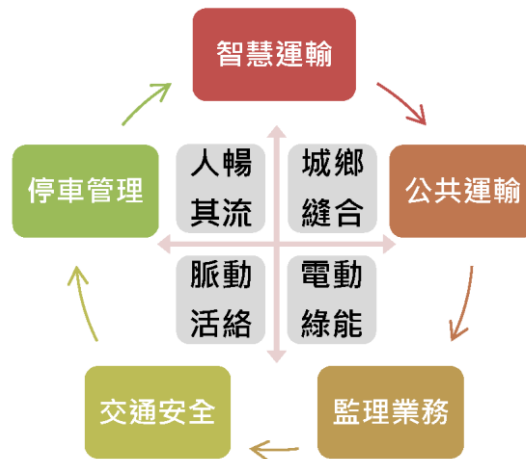 智慧運輸
停車管理
人暢
其流
城鄉
縫合
公共運輸
脈動
活絡
電動
綠能
交通安全
監理業務